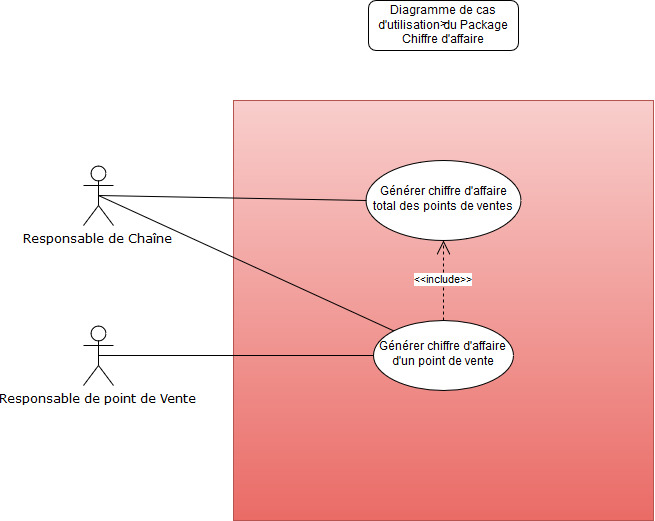 Diagramme de cas
d'utilisation du Package
Chiffre d'affaire
Générer chiffre d'affaire
total des points de ventes
Responsable de Chaîne
<<include>>
Générer chiffre d'affaire
d'un point de vente
Responsable de point de Vente